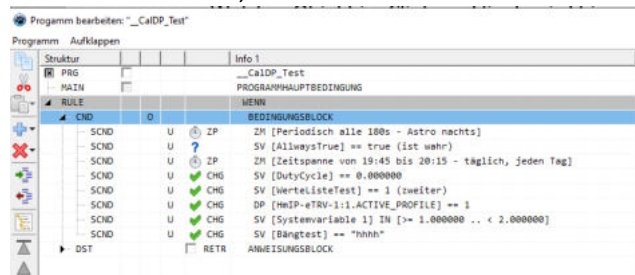 Progamm bearbeiten: "__CalDP_Test"
Programm Aufklappen
Struktur Info 1
PRG __CalDP_Test
MAIN PROGRAMMHAUPTBEDINGUNG
RULE WENN
CND 0 BEDINGUNGSBLOCK
SCND U ZP ZM [Periodisch alle 180s - Astro nachts]
SCND U ? SV [AllwaysTrue] == true (ist wahr)
SCND U ZP ZM [Zeitspanne von 19:45 bis 20:15 - täglich, jeden Tag]
SCND U CHG SV [DutyCycle] == 0.000000
SCND U CHG SV [WerteListeTest] == 1 (zweiter)
SCND U CHG DP [HmIP-eTRV-1:1.ACTIVE_PROFILE] == 1
SCND U CHG SV [Systemvariable 1] IN [>= 1.000000 .. < 2.000000]
SCND U CHG SV [Bängtest] == "hhhh"
DST RETR ANWEISUNGSBLOCK